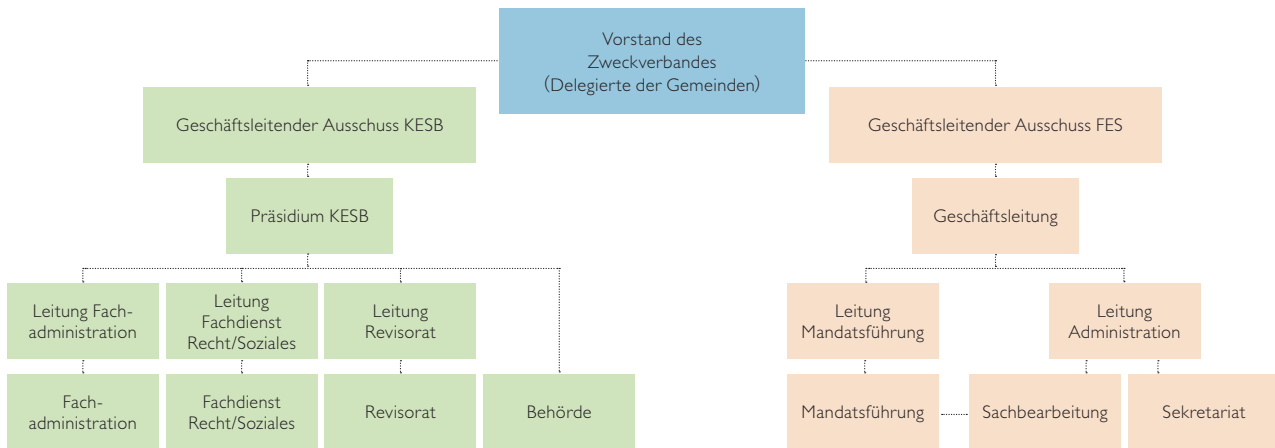 Vorstand des
Zweckverbandes
(Delegierte der Gemeinden)
Geschäftsleitender Ausschuss KESB
Geschäftsleitender Ausschuss FES
Präsidium KESB
Geschäftsleitung
Leitung Fach-
administration
Leitung
Fachdienst
Recht/Soziales
Leitung
Revisorat
Leitung
Mandatsführung
Leitung
Administration
Fach-
administration
Fachdienst
Recht/Soziales
Revisorat
Behörde
Mandatsführung
Sachbearbeitung
Sekretariat